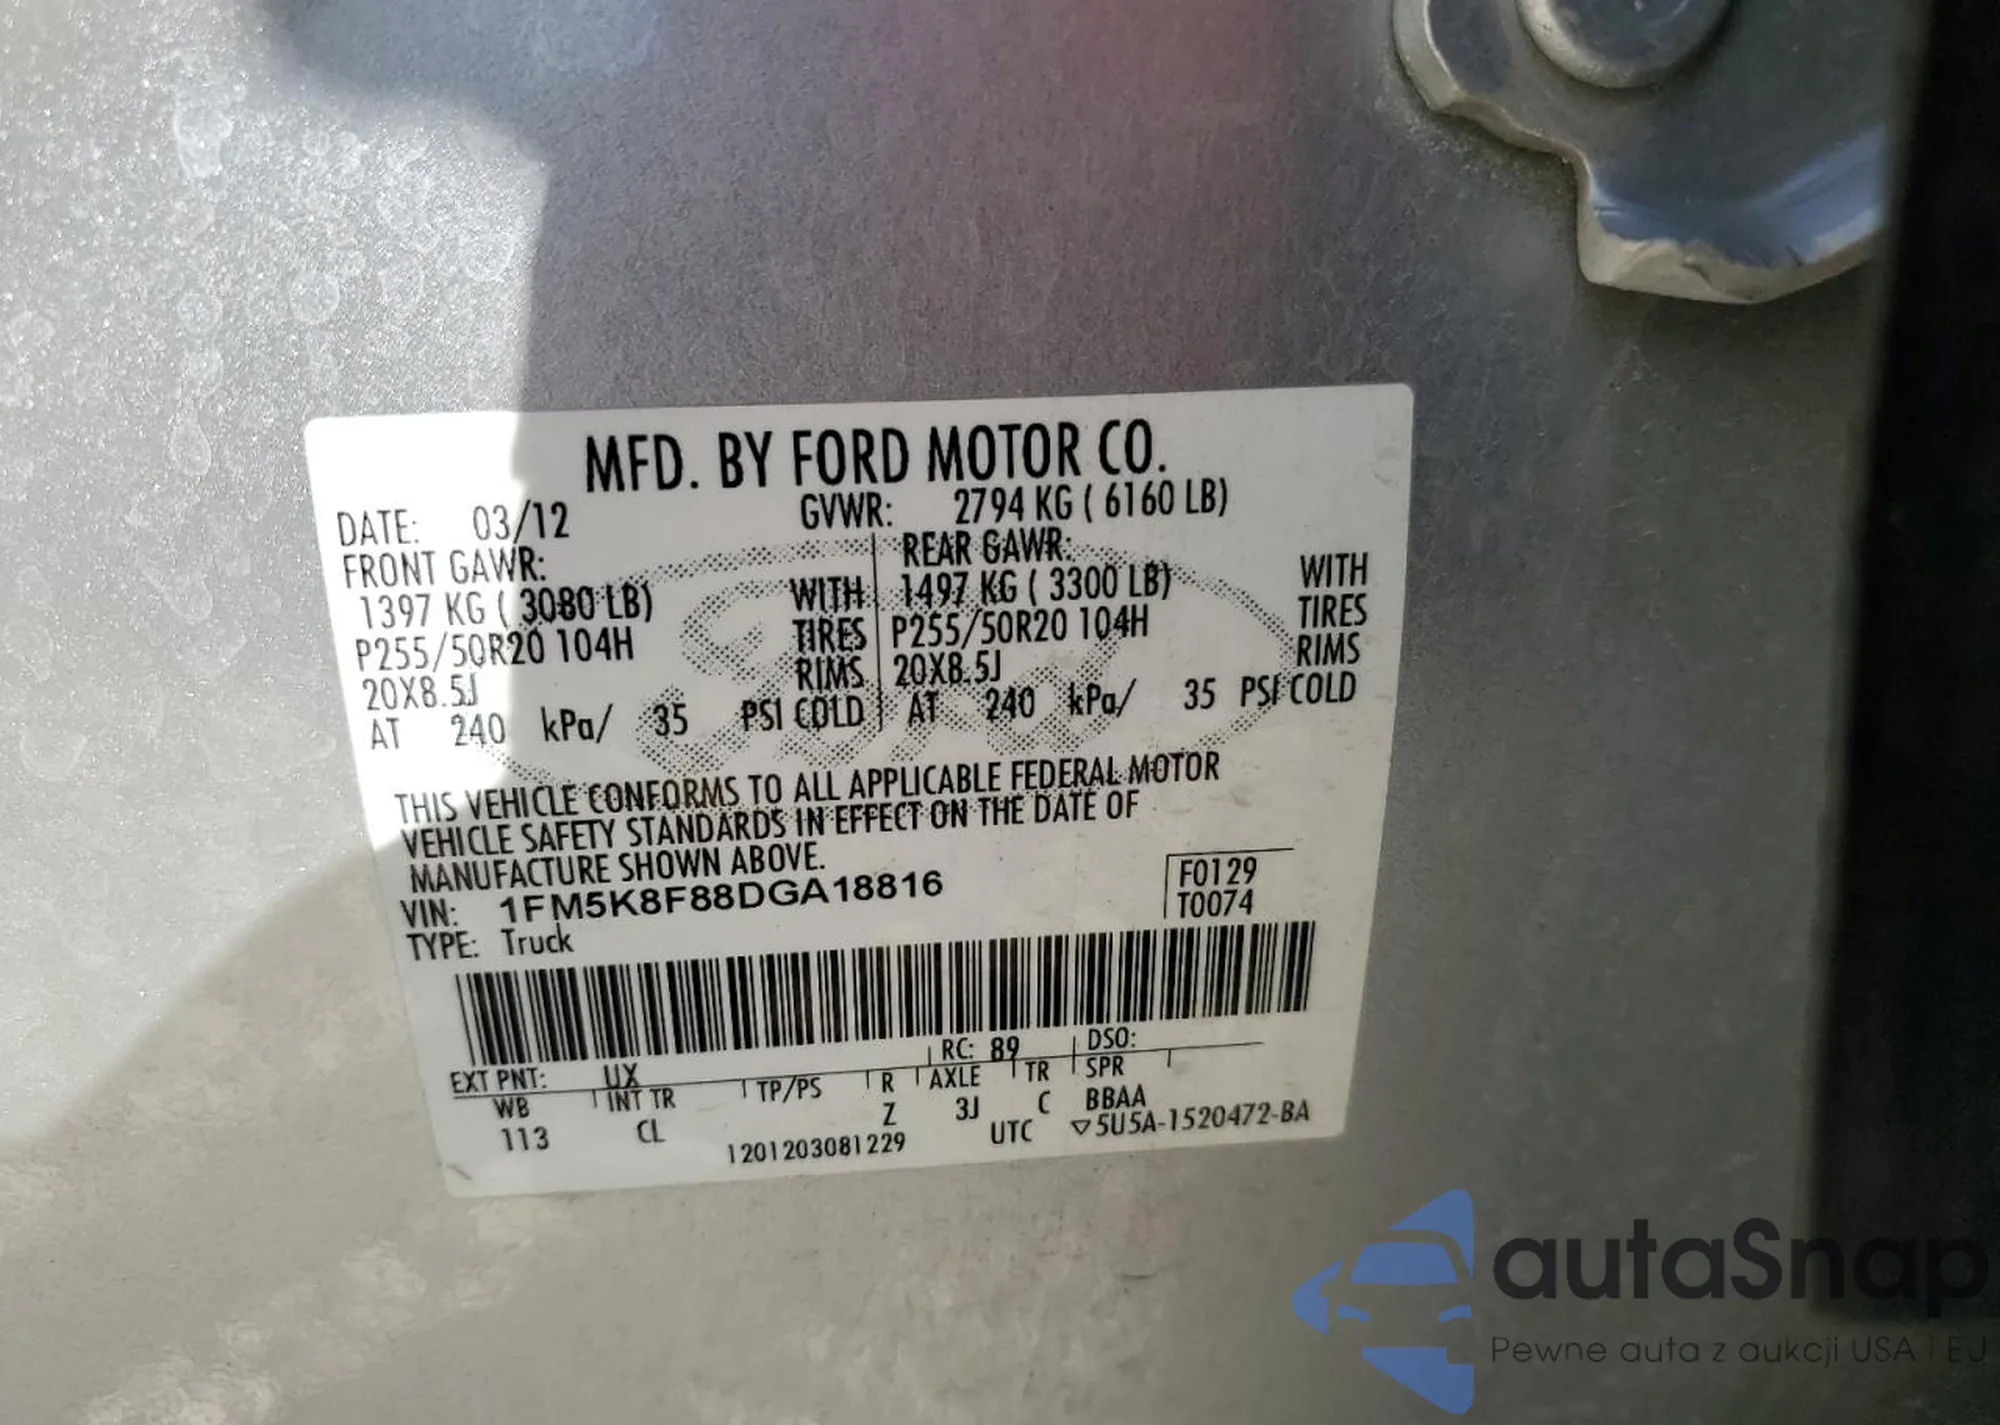 MFD. BY FORD MOTOR CO.
DATE: 03/12 GVWR: 2794 KG ( 6160 LB)
FRONT GAWR: REAR GAWR:
1397 KG ( 3080 LB) WITH 1497 KG ( 3300 LB) WITH
P255/50R20 104H TIRES P255/50R20 104H TIRES
20X8.5J RIMS 20X8.5J RIMS
AT 240 kPa/ 35 PSI COLD AT 240 kPa/ 35 PSI COLD
THIS VEHICLE CONFORMS TO ALL APPLICABLE FEDERAL MOTOR
VEHICLE SAFETY STANDARDS IN EFFECT ON THE DATE OF
MANUFACTURE SHOWN ABOVE.
VIN: 1FM5K8F88DGA18816
F0129
T0074
TYPE: Truck
EXT PNT: UX RC: 89 DSO:
WB INT TR TP/PS R AXLE TR SPR
113 CL Z 3J C BBAA
1201203081229 UTC ▽5U5A-1520472-BA
autaSnap
Pewne auta z aukcji USA i EU